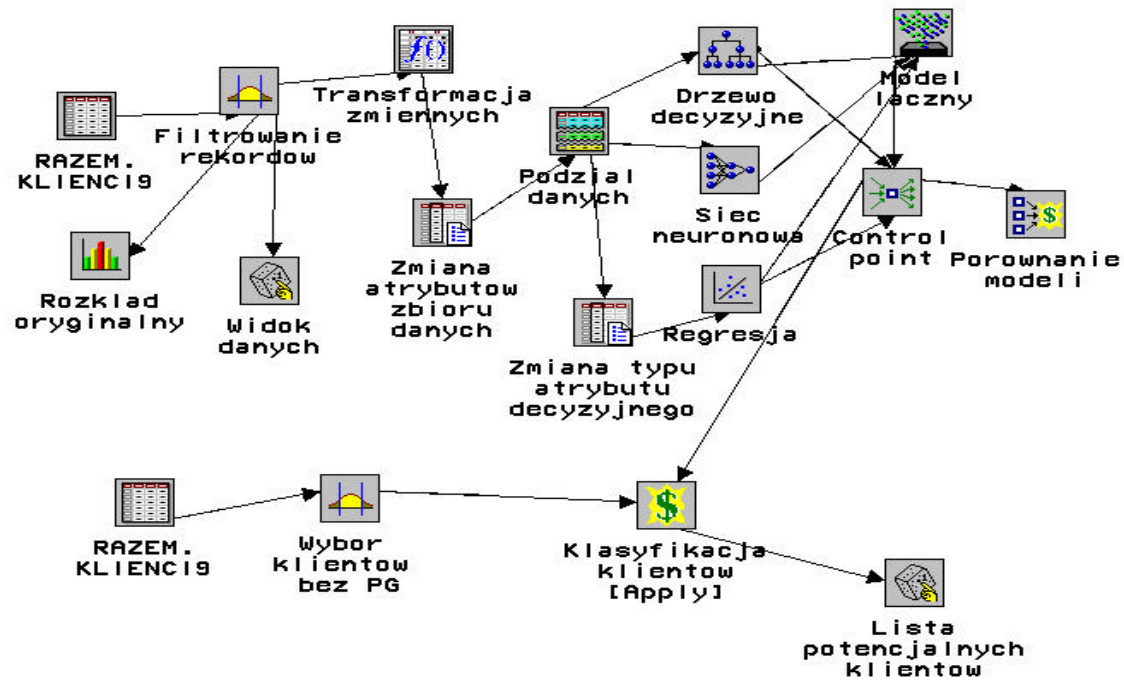 Transformacja
zmiennych
Drzewo
decyzyjne
Model
laczny
RAZEM.
KLIENCI9
Filtrowanie
rekordow
Podzial
danych
Siec
neuronowa
Control
point
Porownanie
modeli
Rozklad
oryginalny
Widok
danych
Zmiana
atrybutow
zbioru
danych
Regresja
Zmiana typu
atrybutu
decyzyjnego
RAZEM.
KLIENCI9
Wybor
klientow
bez PG
Klasyfikacja
klientow
[Apply]
Lista
potencjalnych
klientow